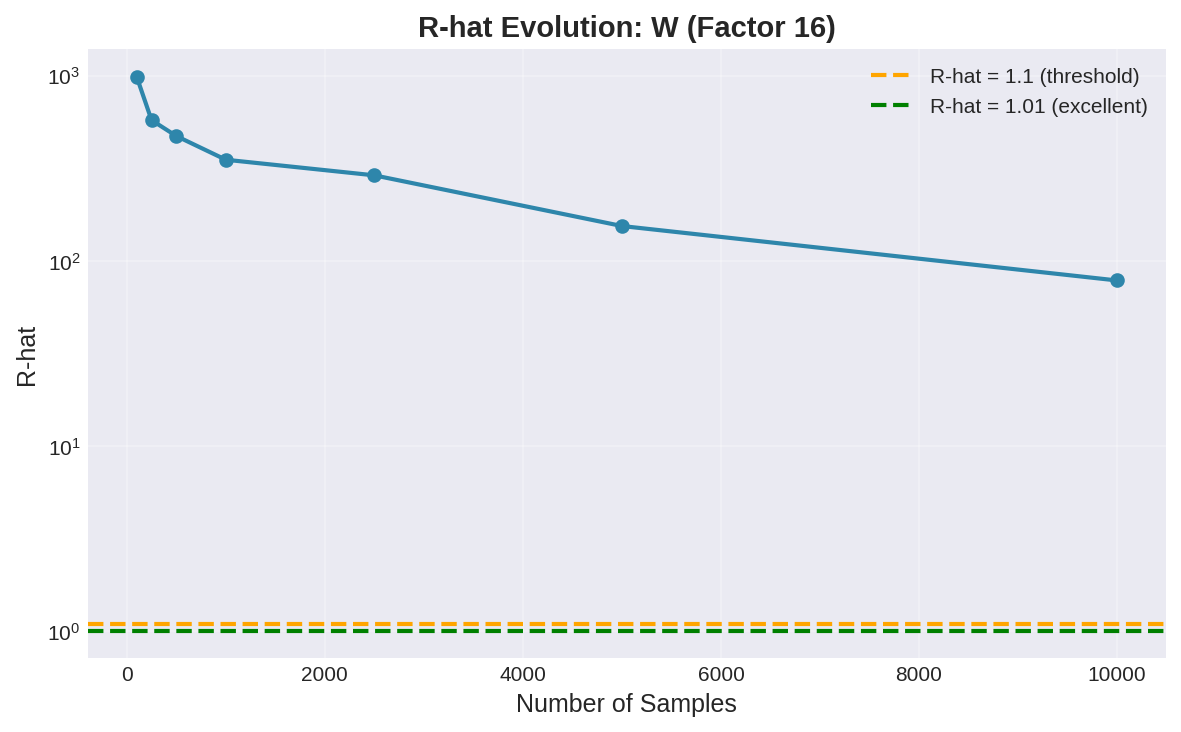 R-hat Evolution: W (Factor 16)
R-hat = 1.1 (threshold)
R-hat = 1.01 (excellent)
10³
10²
10¹
10⁰
R-hat
0 2000 4000 6000 8000 10000
Number of Samples